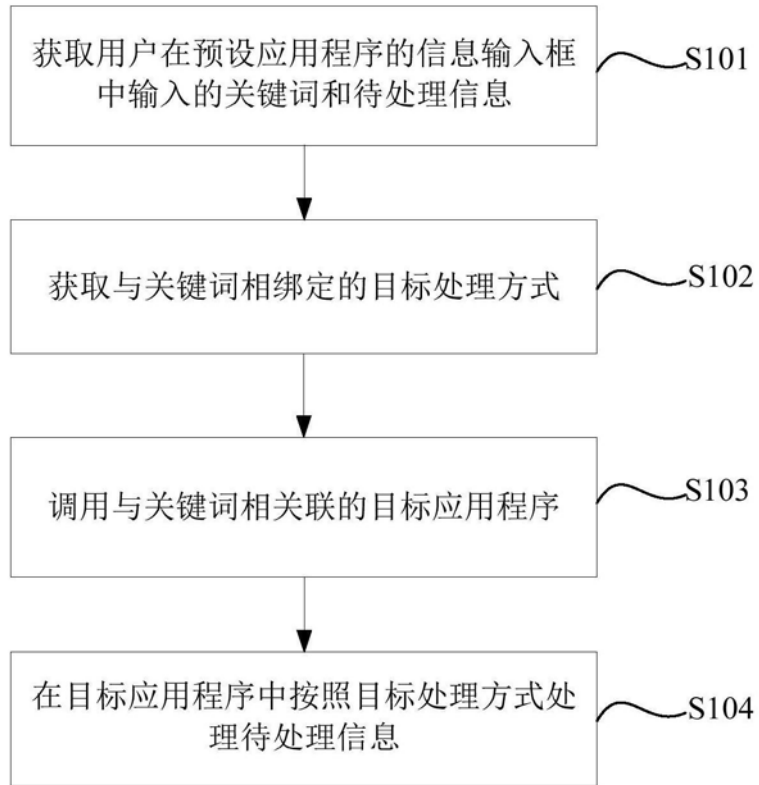 获取用户在预设应用程序的信息输入框
中输入的关键词和待处理信息
S101
获取与关键词相绑定的目标处理方式
S102
调用与关键词相关联的目标应用程序
S103
在目标应用程序中按照目标处理方式处
理待处理信息
S104